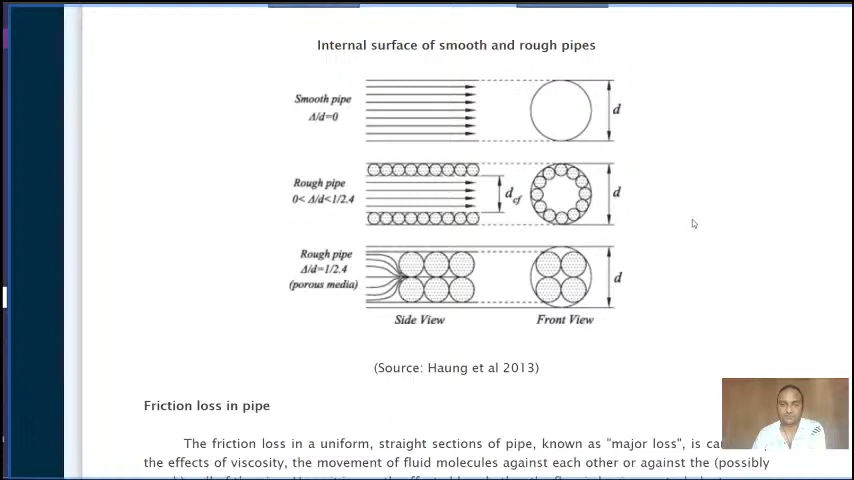 Internal surface of smooth and rough pipes
Smooth pipe
Δ/d=0
d
Rough pipe
0< Δ/d<1/2.4
dcf
d
Rough pipe
Δ/d=1/2.4
(porous media)
d
Side View
Front View
(Source: Haung et al 2013)
Friction loss in pipe
The friction loss in a uniform, straight sections of pipe, known as "major loss", is
the effects of viscosity, the movement of fluid molecules against each other or against the (possibly